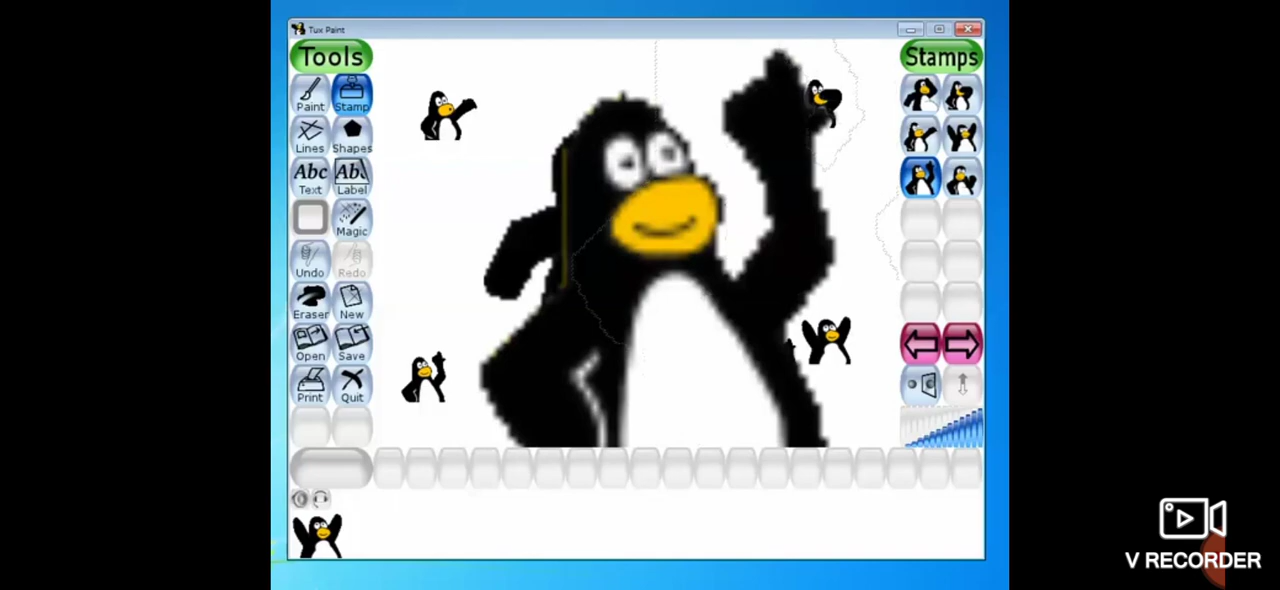 Tux Paint
Tools
Stamps
Paint
Stamp
Lines
Shapes
Abc
Text
Abc
Label
Magic
Undo
Redo
Eraser
New
Open
Save
Print
Quit
V RECORDER